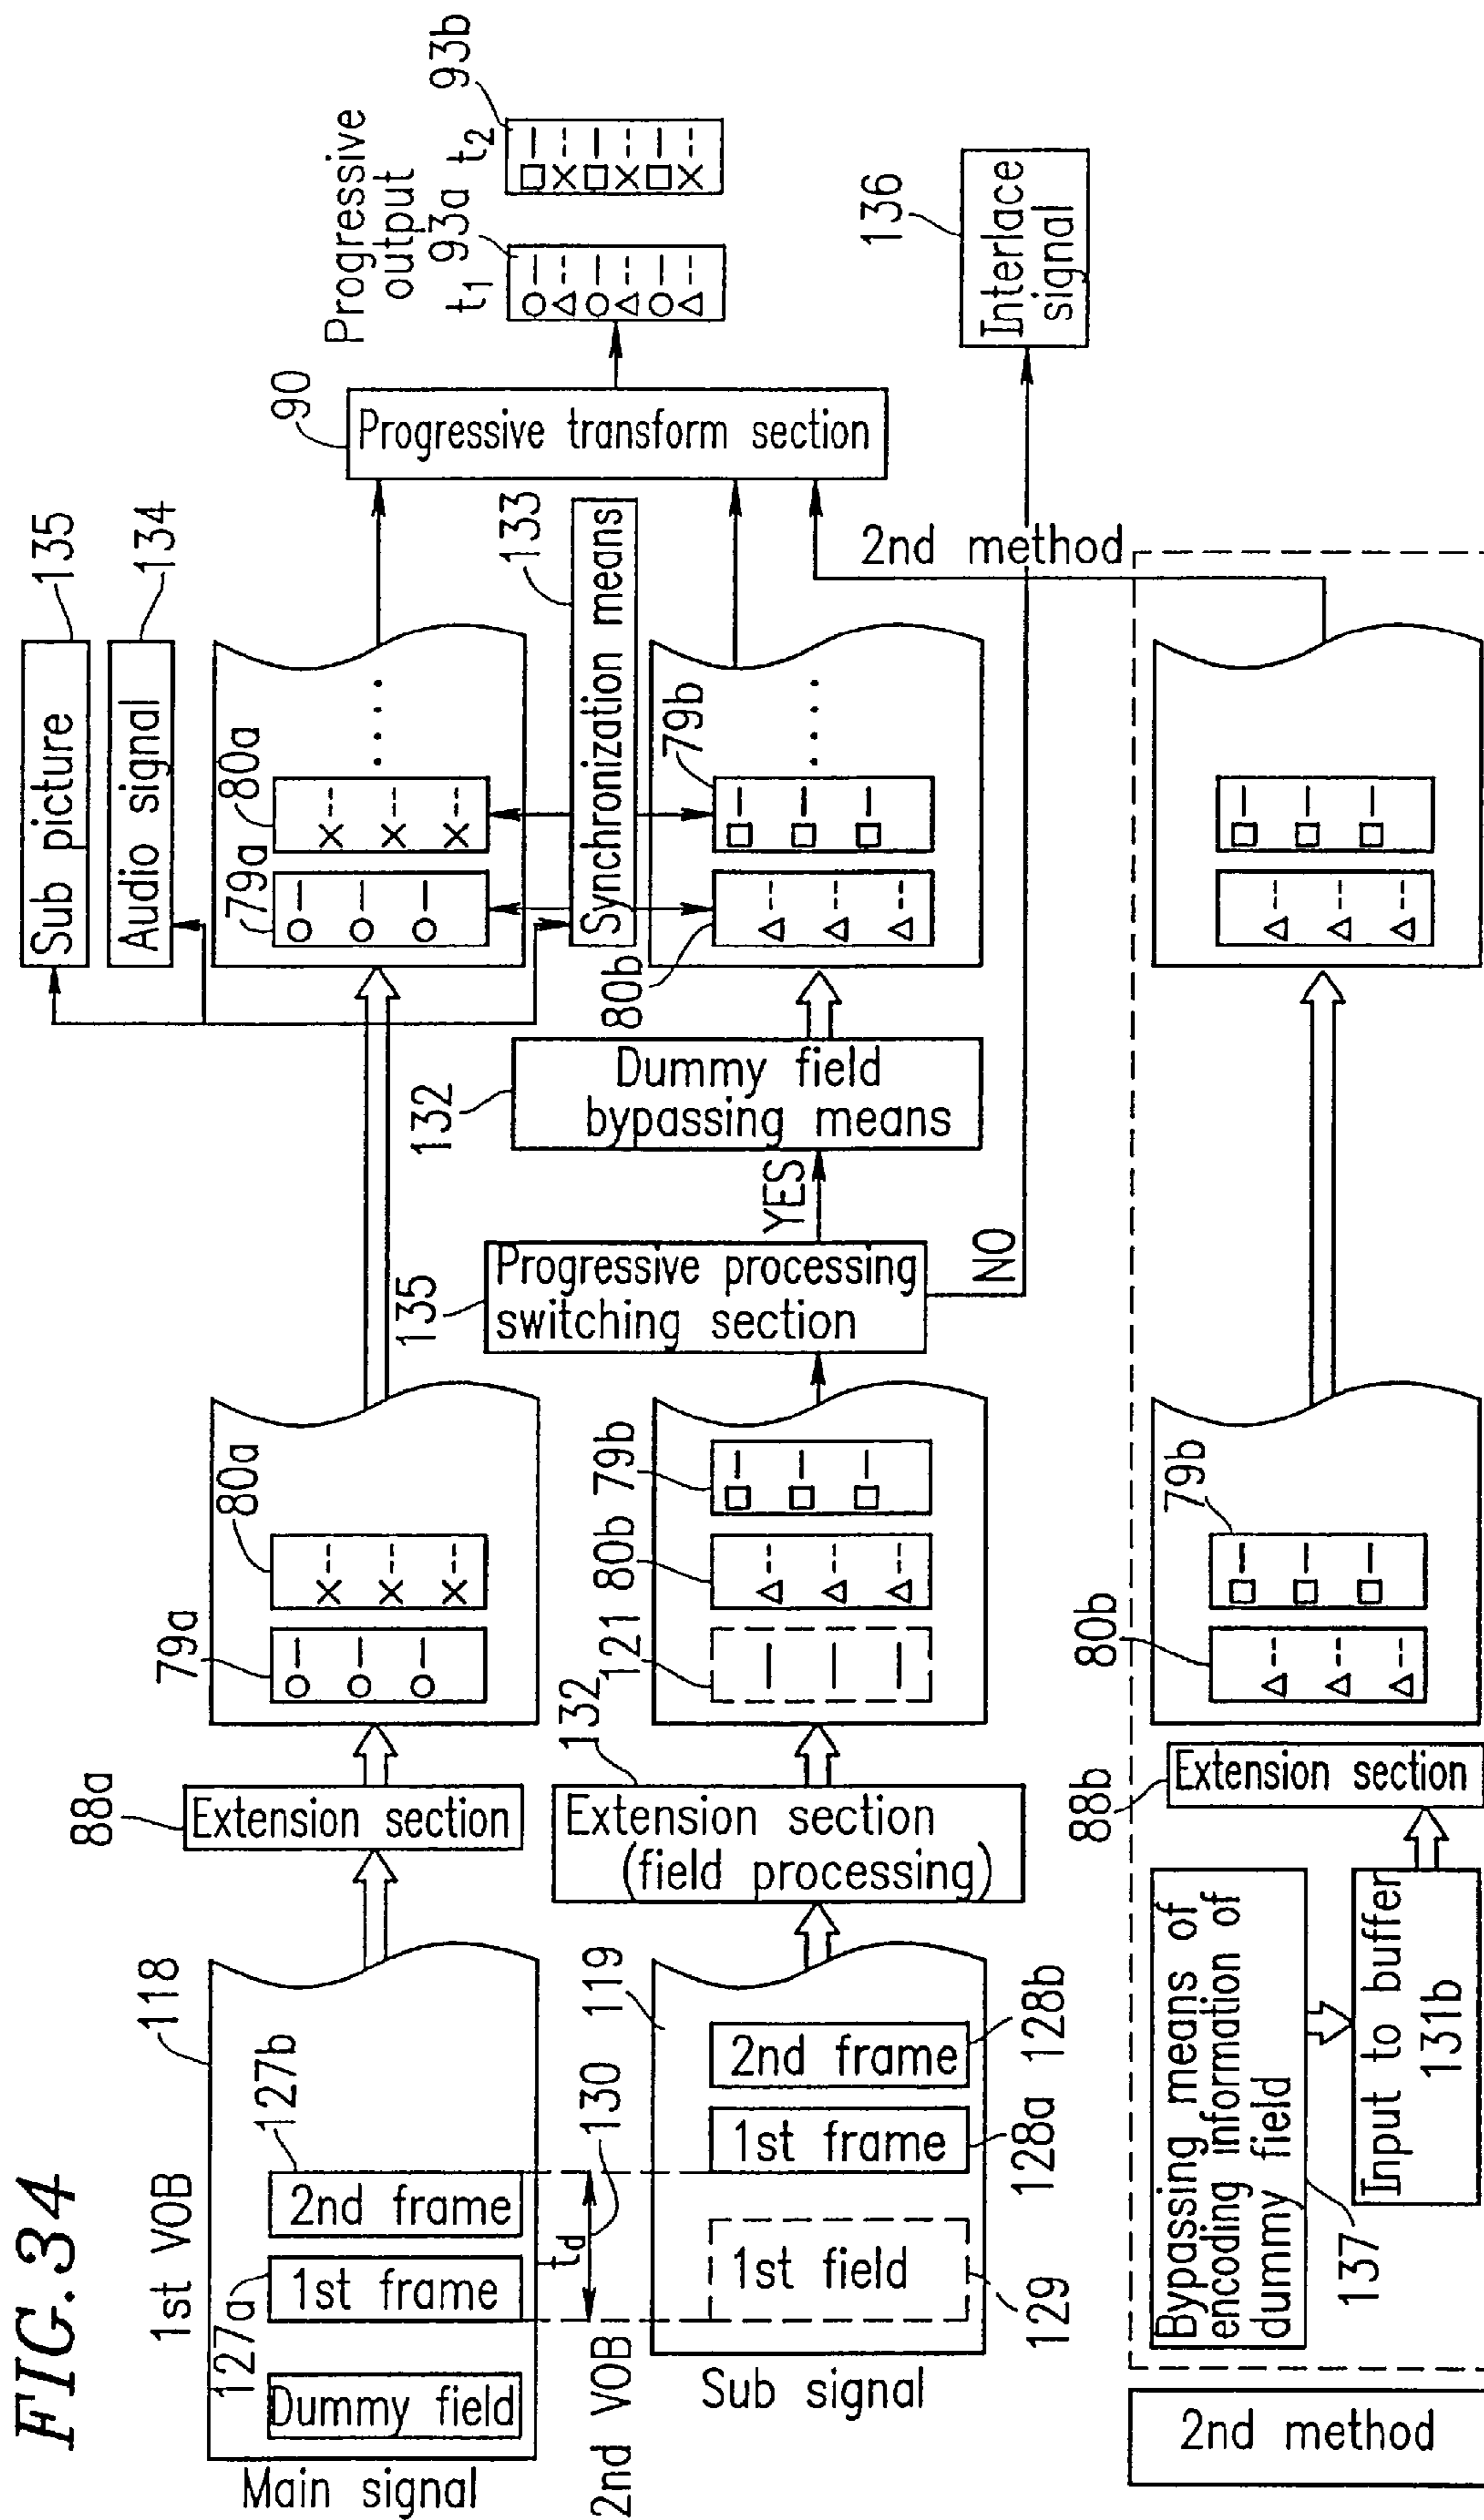 FIG.34
1st VOB
118
127a
127b
Dummy field
1st frame
2nd frame
Main signal
88a
Extension section
79a
80a
79a
80a
Sub picture
135
Audio signal
134
90
Progressive transform section
Progressive
output
t1
93a
t2
93b
2nd VOB
td
130
119
1st field
1st frame
2nd frame
129
128a
128b
Sub signal
132
Extension section
(field processing)
121
80b
79b
135
Progressive processing
switching section
YES
NO
132
Dummy field
bypassing means
80b
79b
Synchronization means
133
136
Interlace
signal
2nd method
2nd method
Bypassing means of
encoding information of
dummy field
137
Input to buffer
131b
88b
Extension section
80b
79b